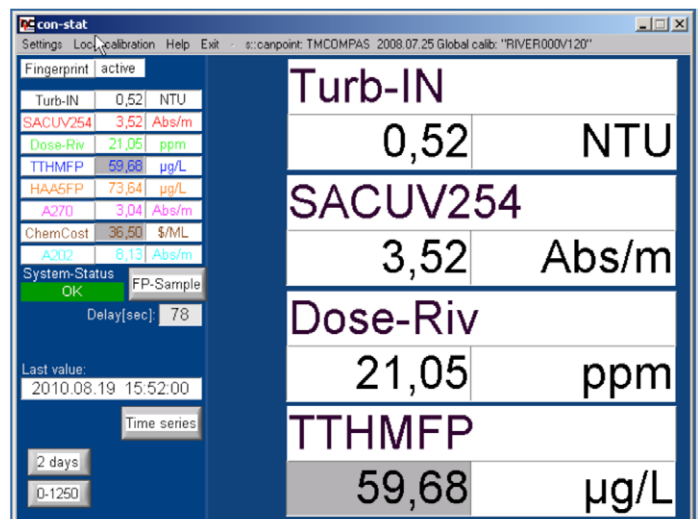 con-stat
Settings Local calibration Help Exit - s::canpoint: TMCOMPAS 2008.07.25 Global calib: "RIVER000V120"
Fingerprint active
Turb-IN 0,52 NTU
SACUV254 3,52 Abs/m
Dose-Riv 21,05 ppm
TTHMFP 59,68 µg/L
HAA5FP 73,64 µg/L
A270 3,04 Abs/m
ChemCost 36,50 $/ML
A202 8,13 Abs/m
System-Status
OK
FP-Sample
Delay[sec]: 78
Last value:
2010.08.19 15:52:00
Time series
2 days
0-1250
Turb-IN
0,52 NTU
SACUV254
3,52 Abs/m
Dose-Riv
21,05 ppm
TTHMFP
59,68 µg/L